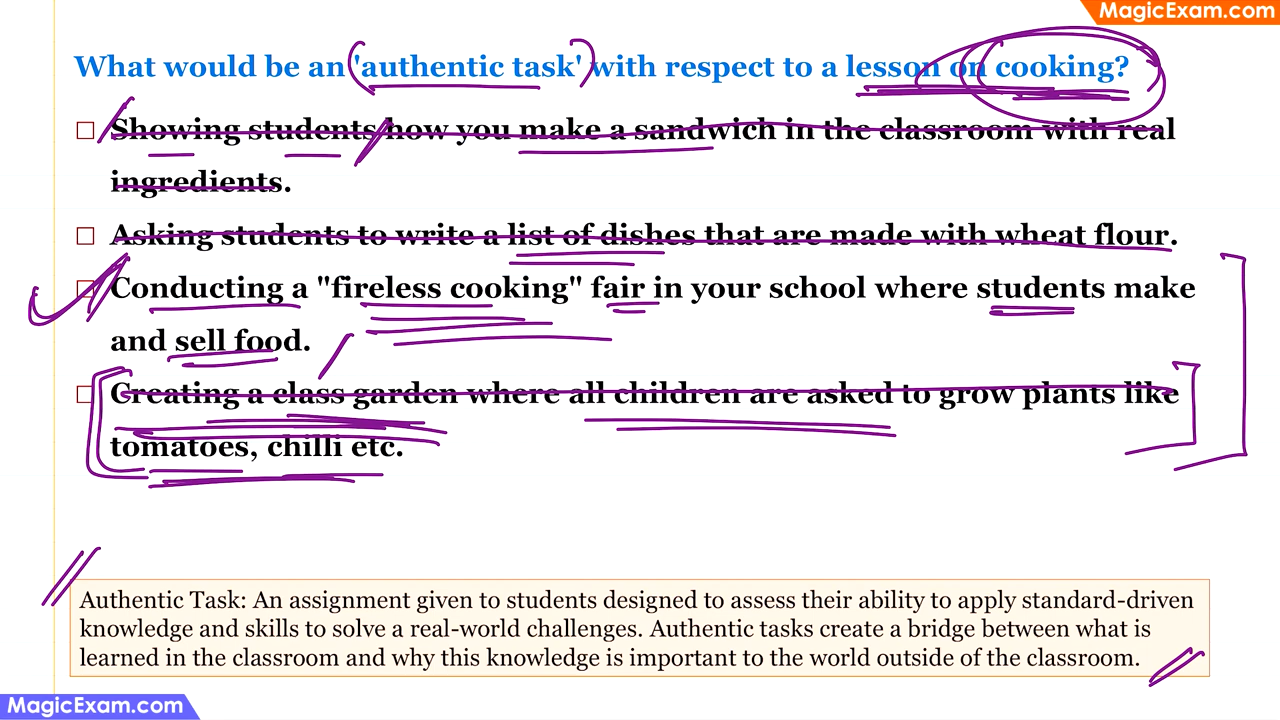 MagicExam.com
What would be an 'authentic task' with respect to a lesson on cooking?
Showing students how you make a sandwich in the classroom with real
ingredients.
Asking students to write a list of dishes that are made with wheat flour.
Conducting a "fireless cooking" fair in your school where students make
and sell food.
Creating a class garden where all children are asked to grow plants like
tomatoes, chilli etc.
Authentic Task: An assignment given to students designed to assess their ability to apply standard-driven
knowledge and skills to solve a real-world challenges. Authentic tasks create a bridge between what is
learned in the classroom and why this knowledge is important to the world outside of the classroom.
MagicExam.com